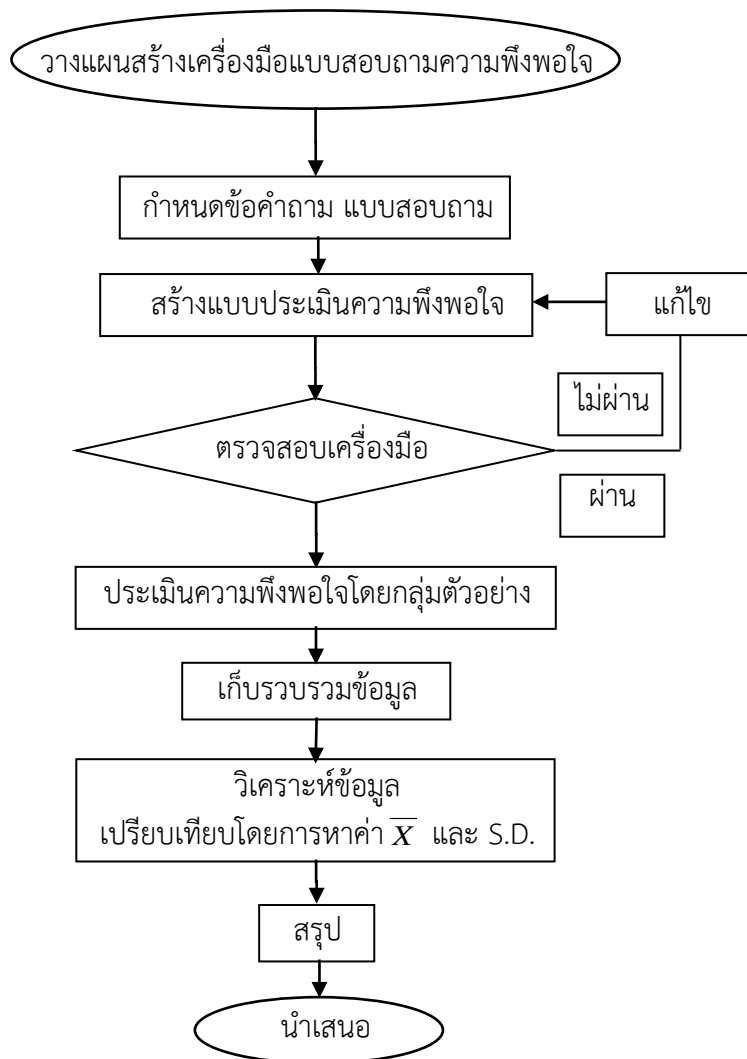 วางแผนสร้างเครื่องมือแบบสอบถามความพึงพอใจ
กำหนดข้อคำถาม แบบสอบถาม
สร้างแบบประเมินความพึงพอใจ
แก้ไข
ไม่ผ่าน
ตรวจสอบเครื่องมือ
ผ่าน
ประเมินความพึงพอใจโดยกลุ่มตัวอย่าง
เก็บรวบรวมข้อมูล
วิเคราะห์ข้อมูล
เปรียบเทียบโดยการหาค่า X̅ และ S.D.
สรุป
นำเสนอ